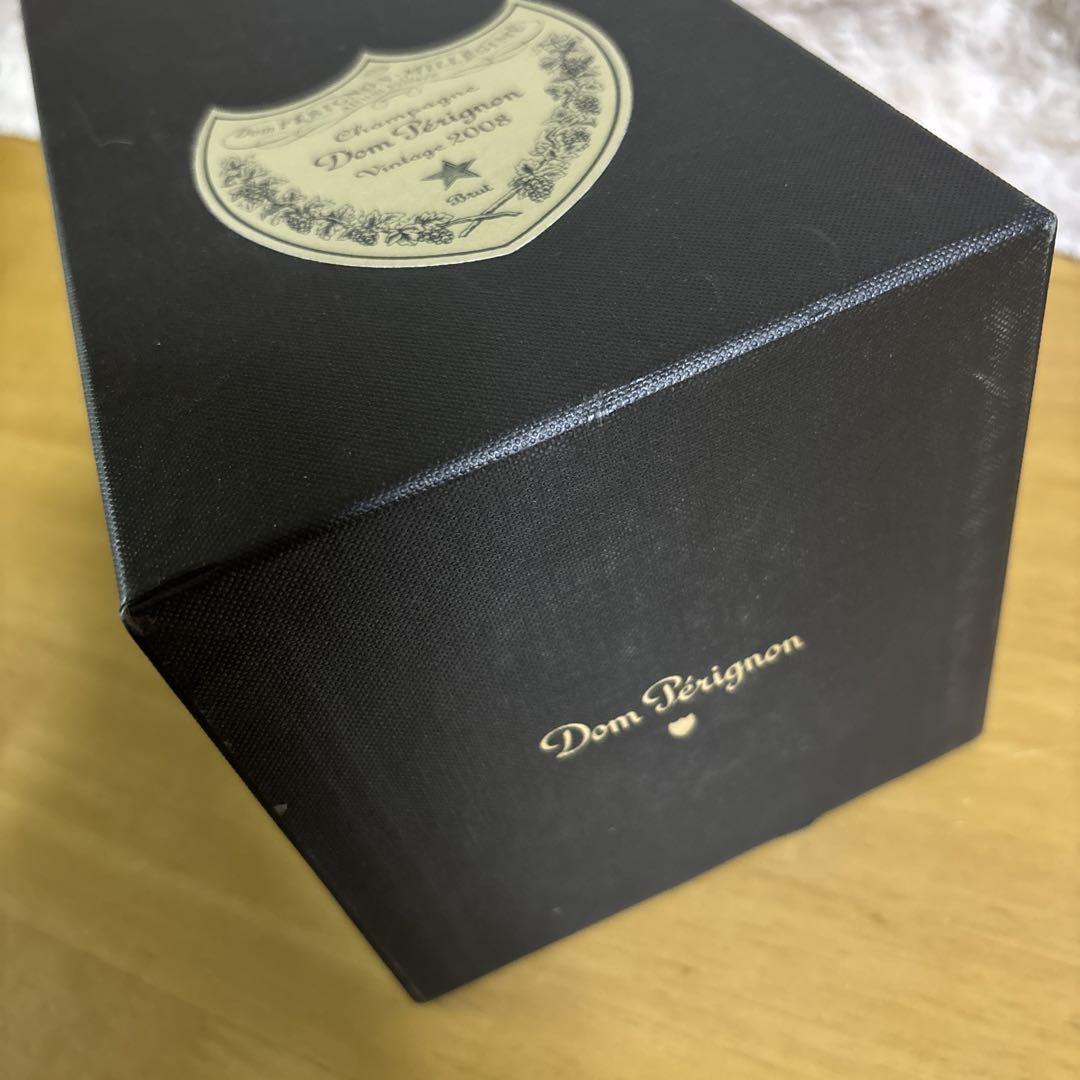 Champagne
Dom Pérignon
Vintage 2008
Brut
Dom Pérignon